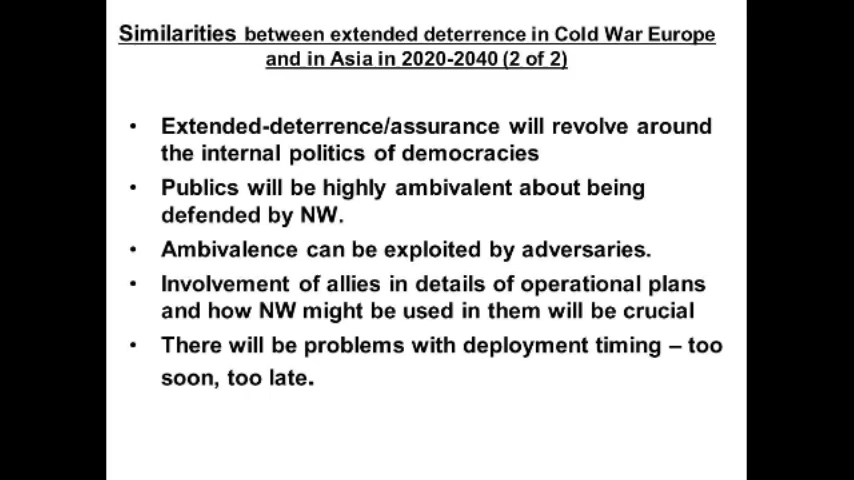 Similarities between extended deterrence in Cold War Europe
and in Asia in 2020-2040 (2 of 2)
• Extended-deterrence/assurance will revolve around
the internal politics of democracies
• Publics will be highly ambivalent about being
defended by NW.
• Ambivalence can be exploited by adversaries.
• Involvement of allies in details of operational plans
and how NW might be used in them will be crucial
• There will be problems with deployment timing – too
soon, too late.